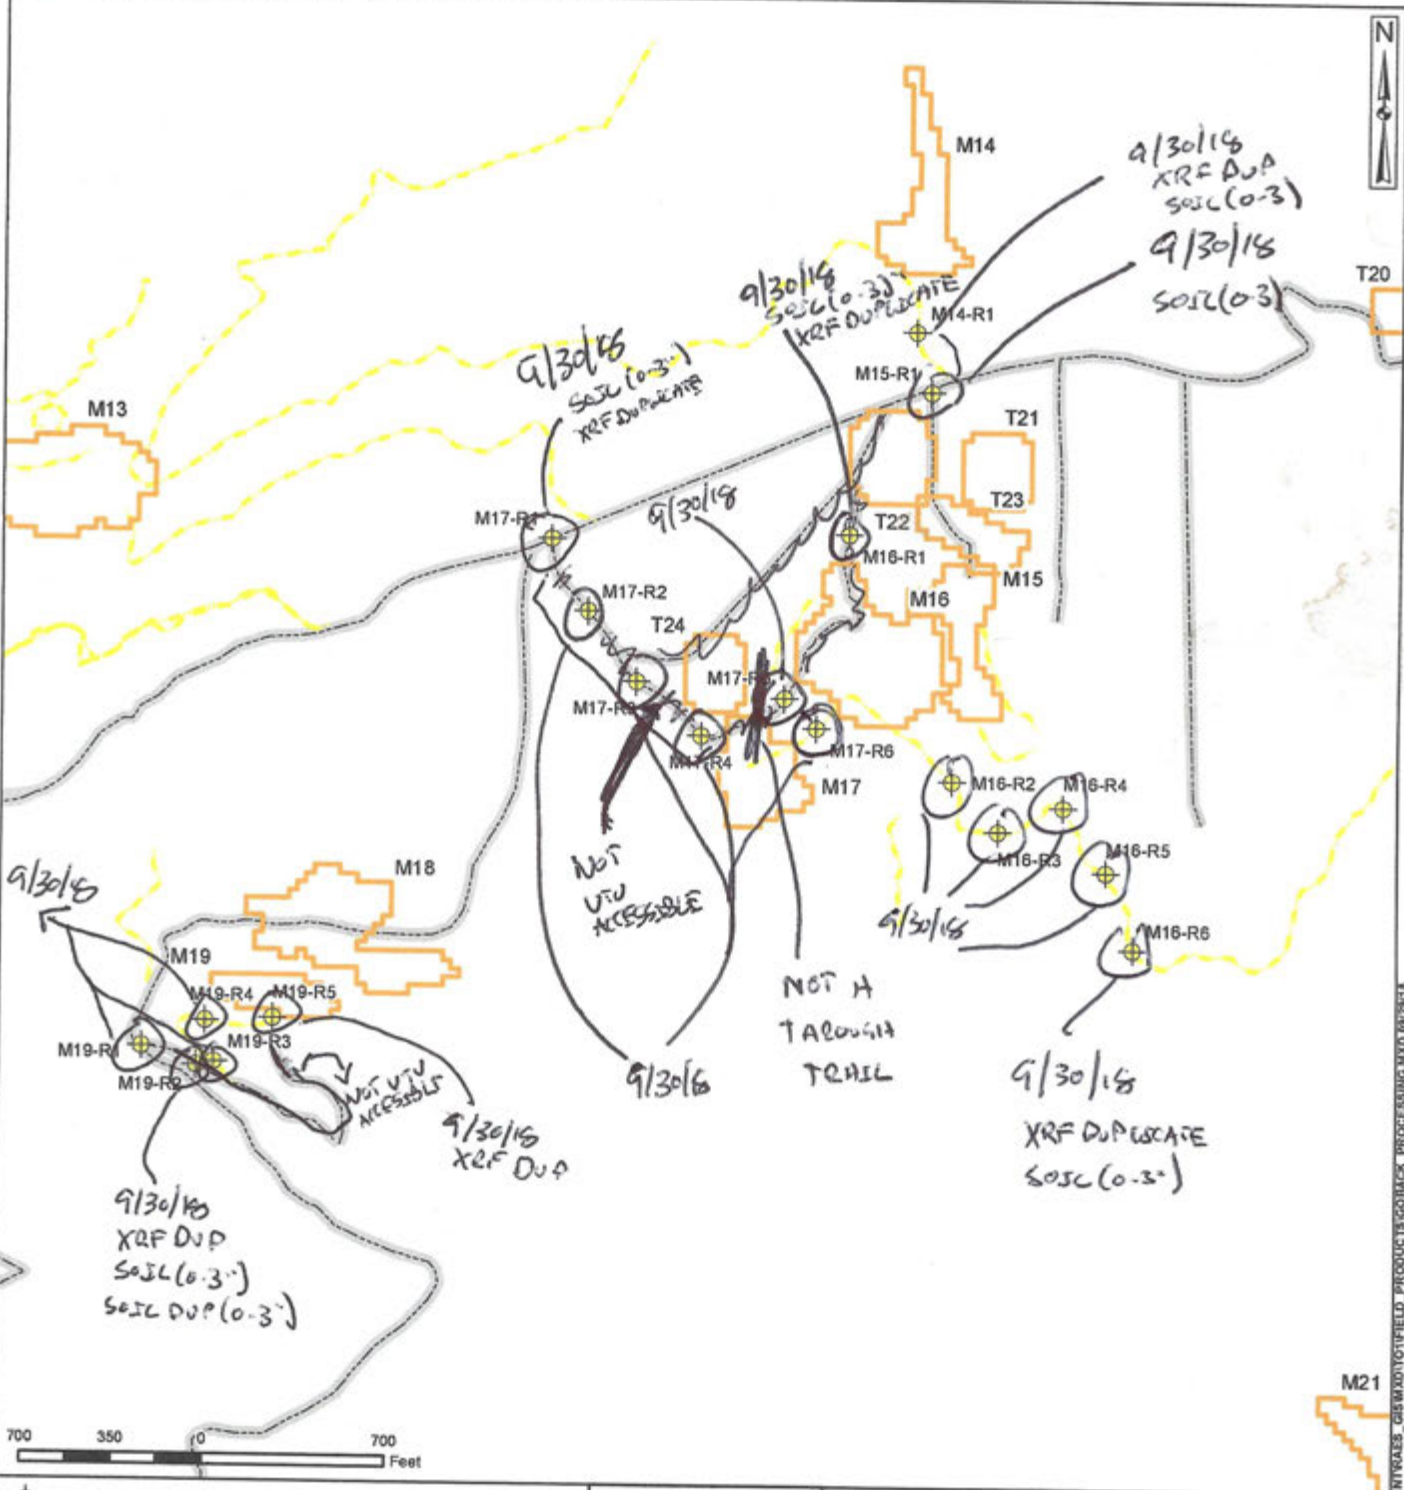 N
M14
9/30/18
XRF DUP
SOIL (0-3)
9/30/18
SOIL (0-3)
T20
9/30/18
SOIL (0-3)"
XRF DUPLICATE
M14-R1
9/30/18
SOIL (0-3")
XRF DUPLICATE
M15-R1
M13
T21
T23
9/30/18
M17-R1
T22
M16-R1
M15
M17-R2
M16
T24
M17-R
M17-R3
M17-R4
M17-R6
M17
M16-R2
M16-R4
M16-R3
M16-R5
NOT
UTV
ACCESSIBLE
9/30/18
M16-R6
9/30/18
M18
M19
M19-R4
M19-R5
M19-R1
M19-R3
M19-R2
NOT A
THROUGH
TRAIL
9/30/18
NOT UTV
ACCESSIBLE
9/30/18
XRF DUP
9/30/18
XRF DUPLICATE
SOIL (0-3")
9/30/18
XRF DUP
SOIL (0-3")
SOIL DUP (0-3")
M21
700 350 0 700
Feet